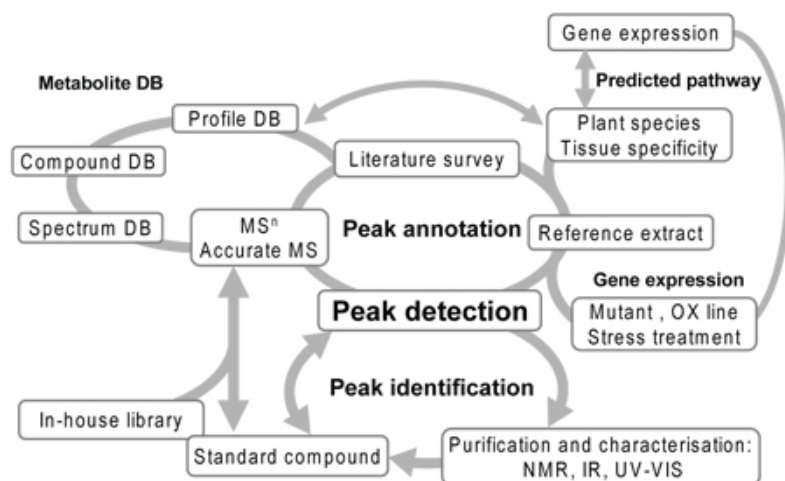 Gene expression
Metabolite DB
Predicted pathway
Profile DB
Plant species
Tissue specificity
Compound DB
Literature survey
Spectrum DB
MSⁿ
Accurate MS
Peak annotation
Reference extract
Gene expression
Peak detection
Mutant , OX line
Stress treatment
Peak identification
In-house library
Standard compound
Purification and characterisation:
NMR, IR, UV-VIS